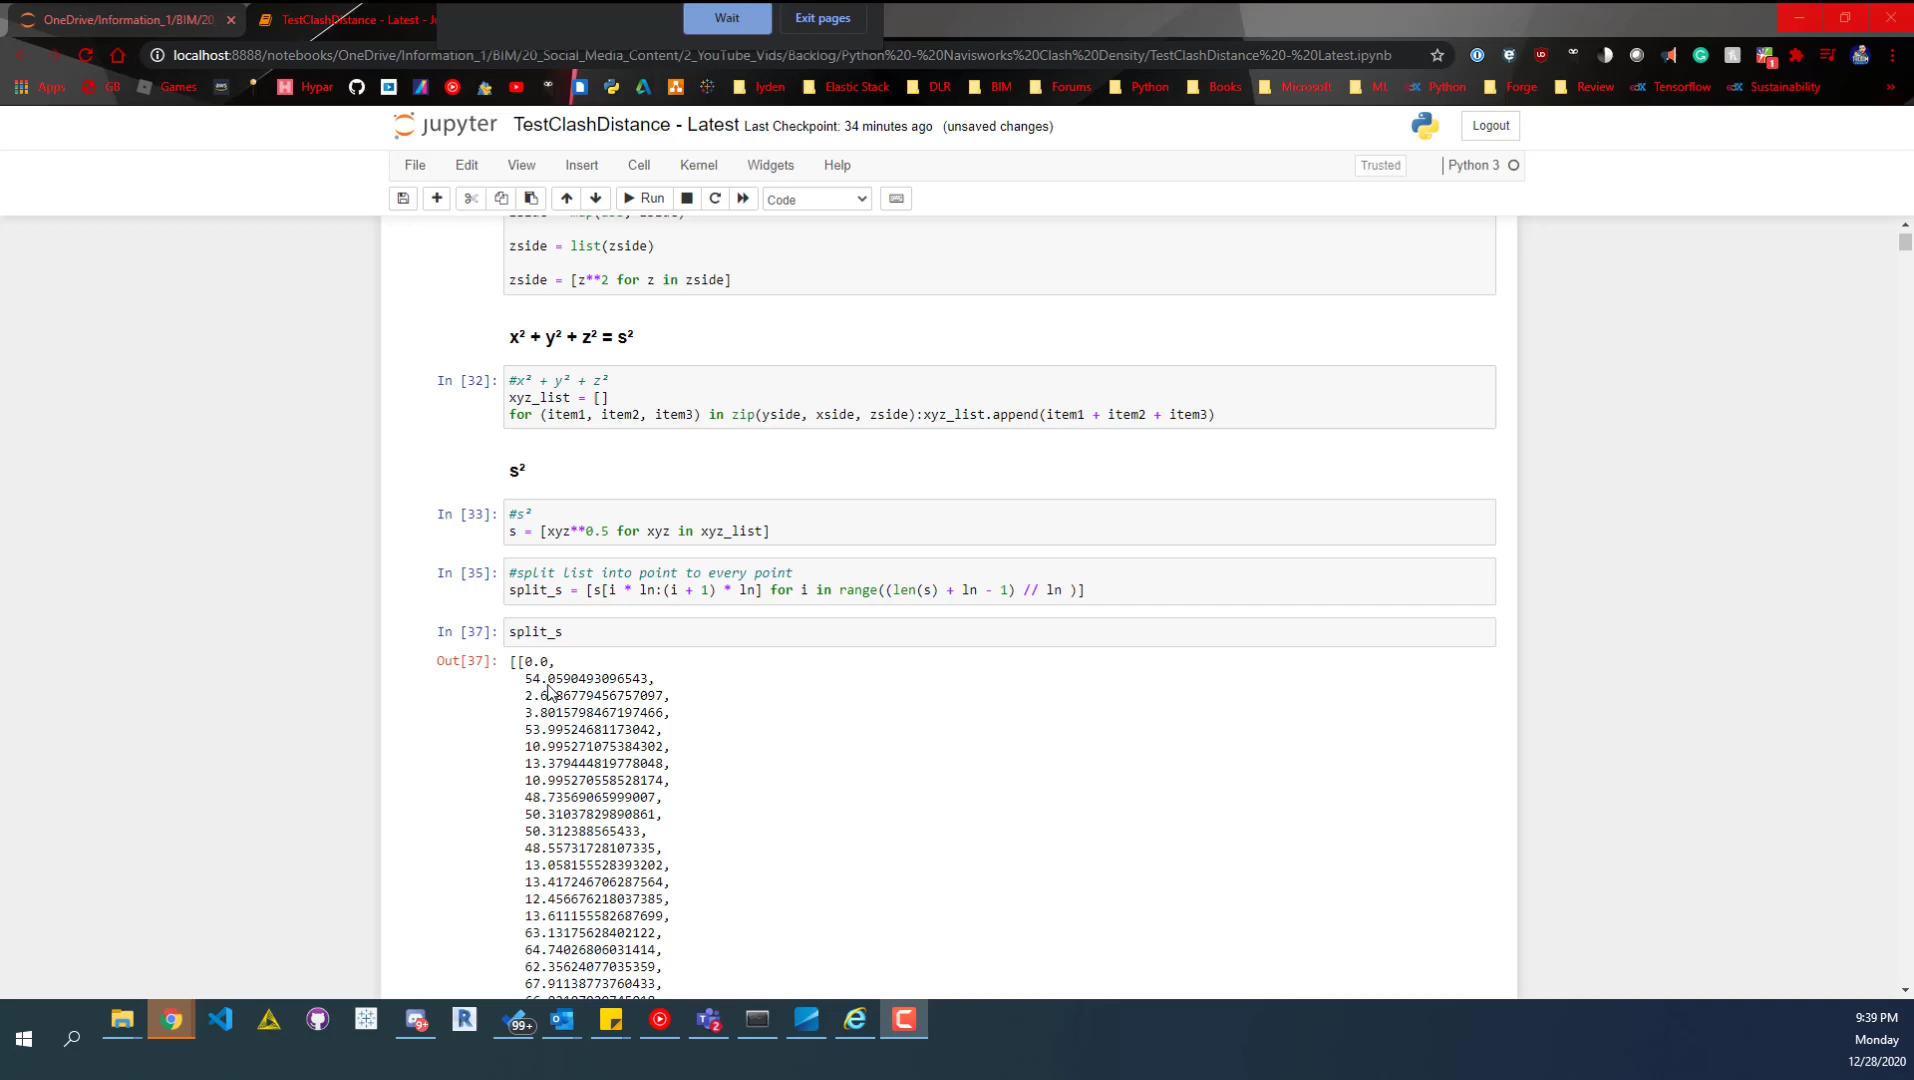 OneDrive/Information_1/BIM/20
TestClashDistance - Latest - J
Wait
Exit pages
localhost:8888/notebooks/OneDrive/Information_1/BIM/20_Social_Media_Content/2_YouTube_Vids/Backlog/Python%20-%20Navisworks%20Clash%20Density/TestClashDistance%20-%20Latest.ipynb
Apps GB Games Hypar Iyden Elastic Stack DLR BIM Forums Python Books Microsoft ML Python Forge Review Tensorflow Sustainability »
jupyter TestClashDistance - Latest Last Checkpoint: 34 minutes ago (unsaved changes) Logout
File Edit View Insert Cell Kernel Widgets Help Trusted Python 3
Run Code
zside = list(zside)
zside = [z**2 for z in zside]
x² + y² + z² = s²
In [32]: #x² + y² + z²
xyz_list = []
for (item1, item2, item3) in zip(yside, xside, zside):xyz_list.append(item1 + item2 + item3)
s²
In [33]: #s²
s = [xyz**0.5 for xyz in xyz_list]
In [35]: #split list into point to every point
split_s = [s[i * ln:(i + 1) * ln] for i in range((len(s) + ln - 1) // ln )]
In [37]: split_s
Out[37]: [[0.0,
54.0590493096543,
3.8015798467197466,
53.99524681173042,
10.995271075384302,
13.379444819778048,
10.995270558528174,
48.73569065999007,
50.31037829890861,
50.312388565433,
48.55731728107335,
13.058155528393202,
13.417246706287564,
12.456676218037385,
13.611155582687699,
63.13175628402122,
64.74026806031414,
62.35624077035359,
67.91138773760433,
9+
99+
2
1
9:39 PM
Monday
12/28/2020